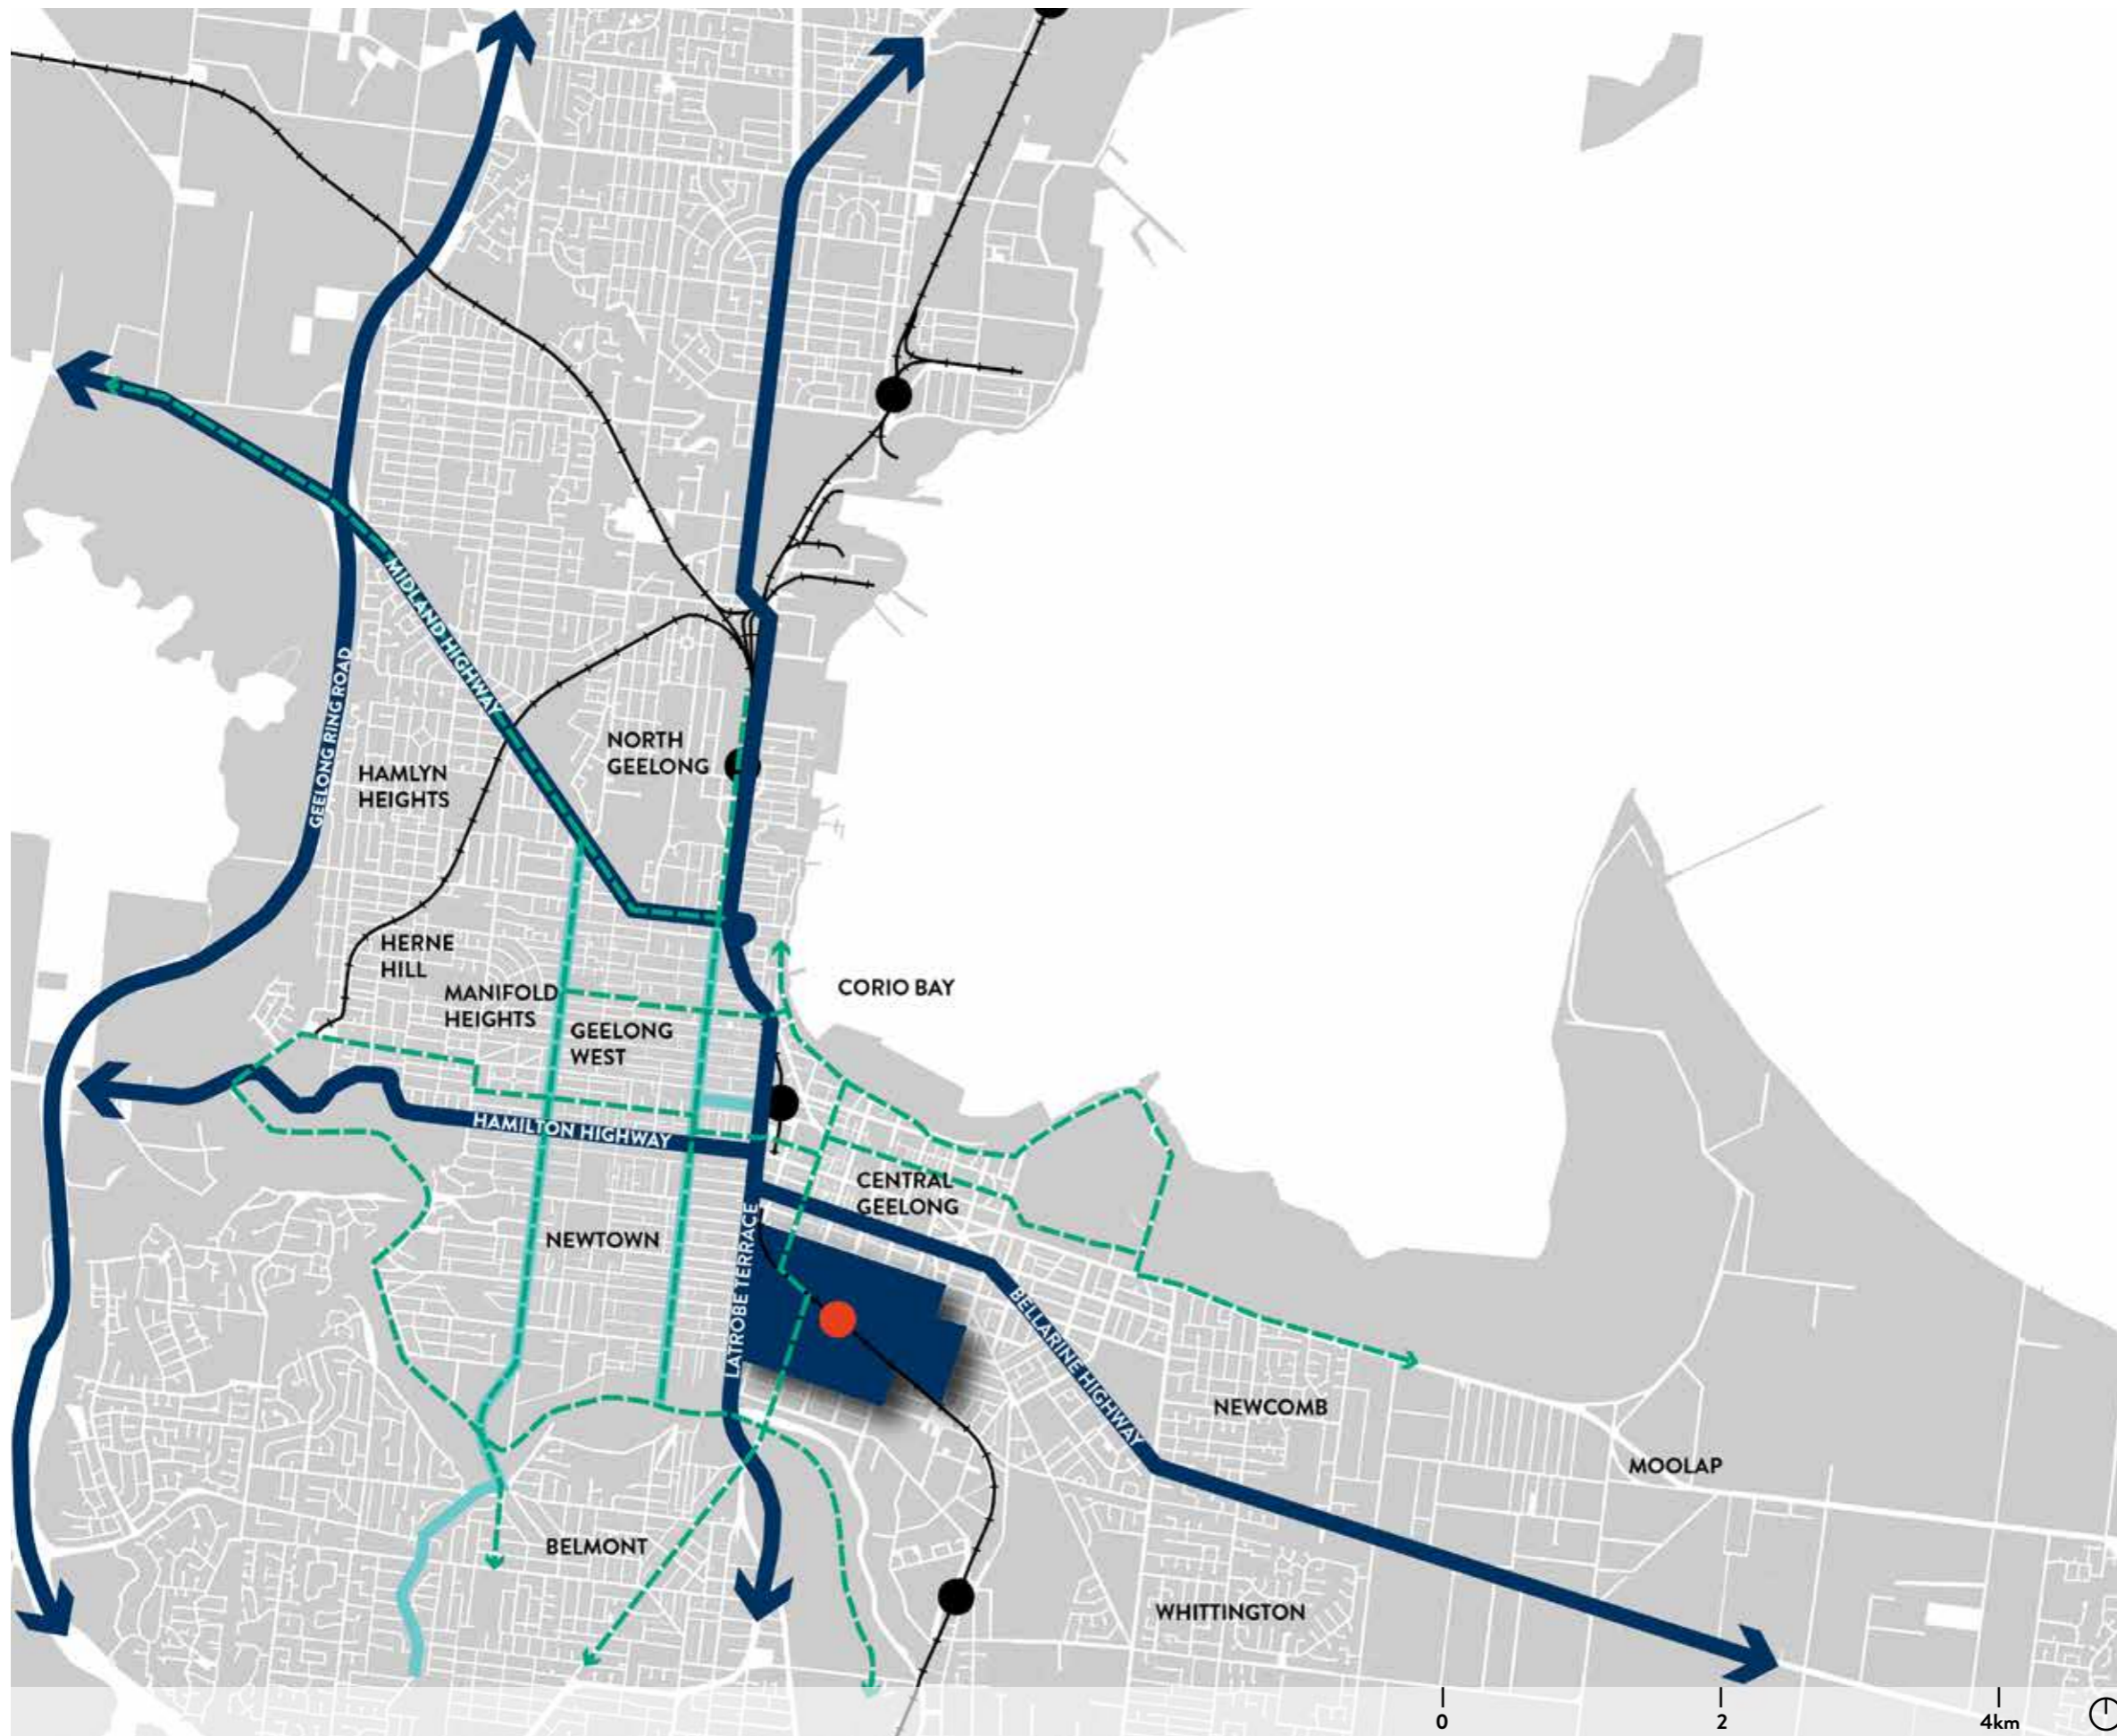 MIDLAND HIGHWAY
GEELONG RING ROAD
NORTH
GEELONG
HAMLYN
HEIGHTS
HERNE
HILL
MANIFOLD
HEIGHTS
CORIO BAY
GEELONG
WEST
HAMILTON HIGHWAY
CENTRAL
GEELONG
NEWTOWN
LATROBE TERRACE
BELLARINE HIGHWAY
NEWCOMB
MOOLAP
BELMONT
WHITTINGTON
0
2
4km